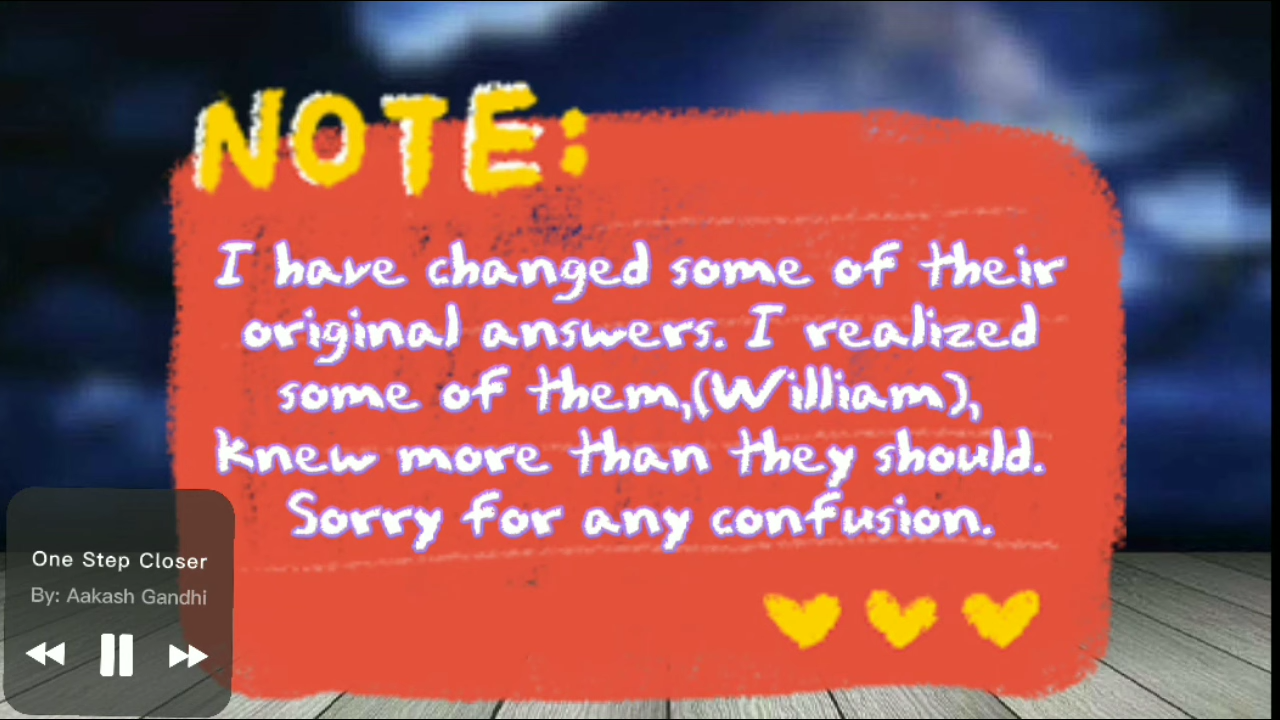 NOTE:
I have changed some of their
original answers. I realized
some of them,(William),
knew more than they should.
Sorry for any confusion.
One Step Closer
By: Aakash Gandhi